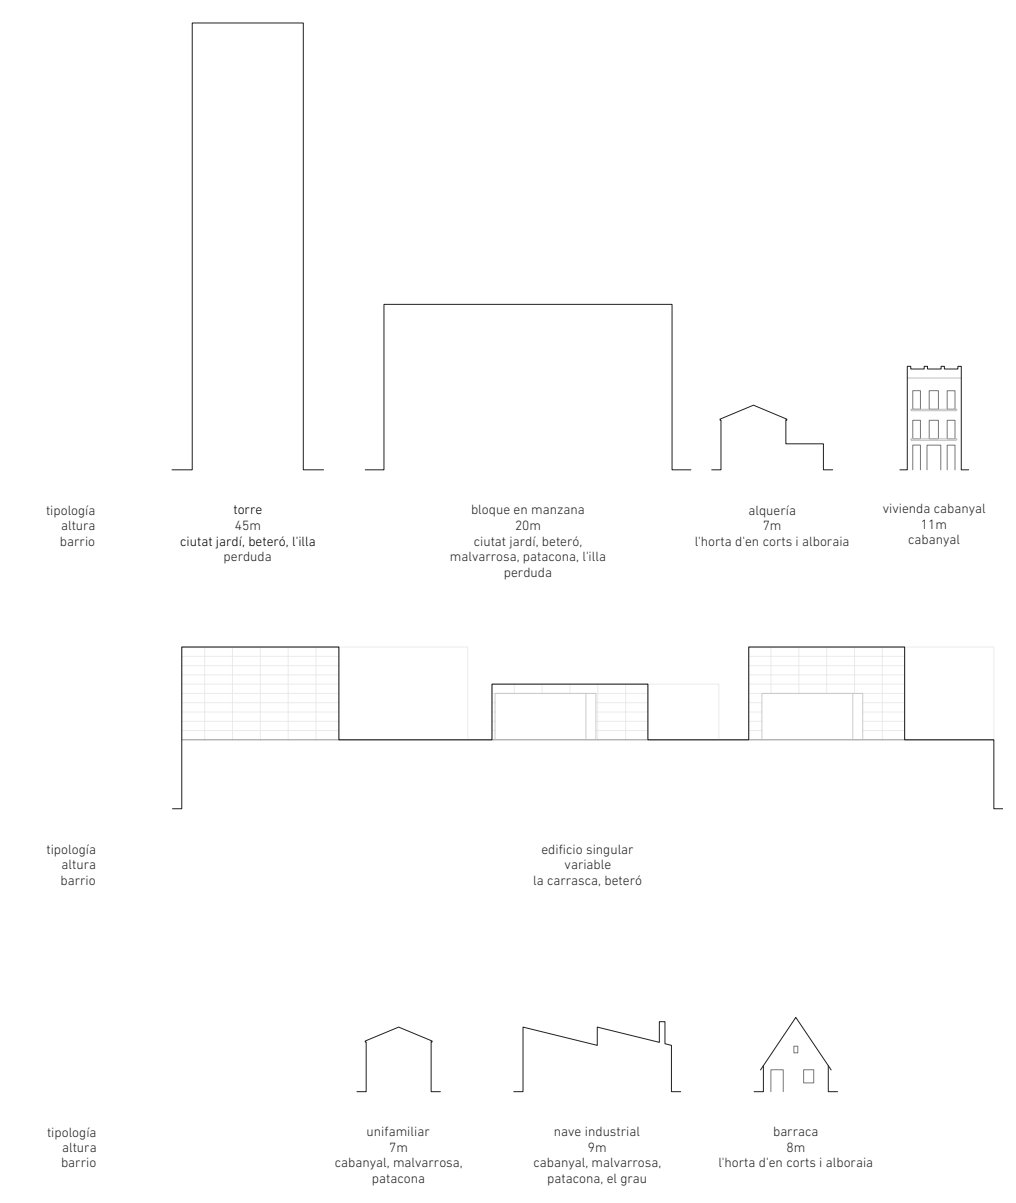 tipología
altura
barrio
torre
45m
ciutat jardí, beteró, l'illa
perduda
bloque en manzana
20m
ciutat jardí, beteró,
malvarrosa, patacona, l'illa
perduda
alquería
7m
l'horta d'en corts i alboraia
vivienda cabanyal
11m
cabanyal
tipología
altura
barrio
edificio singular
variable
la carrasca, beteró
tipología
altura
barrio
unifamiliar
7m
cabanyal, malvarrosa,
patacona
nave industrial
9m
cabanyal, malvarrosa,
patacona, el grau
barraca
8m
l'horta d'en corts i alboraia